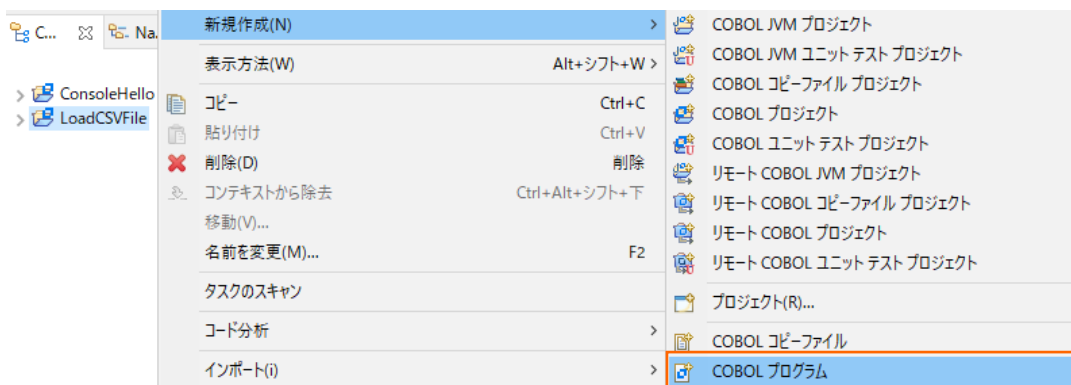 C...
Na.
ConsoleHello
LoadCSVFile
新規作成(N)
表示方法(W) Alt+シフト+W
コピー Ctrl+C
貼り付け Ctrl+V
削除(D) 削除
コンテキストから除去 Ctrl+Alt+シフト+下
移動(V)...
名前を変更(M)... F2
タスクのスキャン
コード分析
インポート(i)
COBOL JVM プロジェクト
COBOL JVM ユニット テスト プロジェクト
COBOL コピーファイル プロジェクト
COBOL プロジェクト
COBOL ユニット テスト プロジェクト
リモート COBOL JVM プロジェクト
リモート COBOL コピーファイル プロジェクト
リモート COBOL プロジェクト
リモート COBOL ユニット テスト プロジェクト
プロジェクト(R)...
COBOL コピーファイル
COBOL プログラム